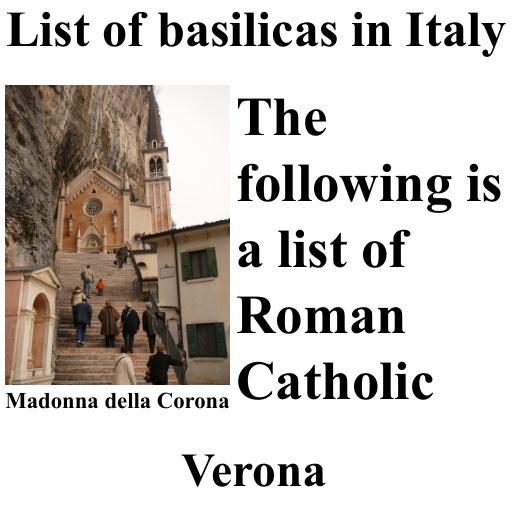 List of basilicas in Italy
The
following is
a list of
Roman
Catholic
Madonna della Corona
Verona